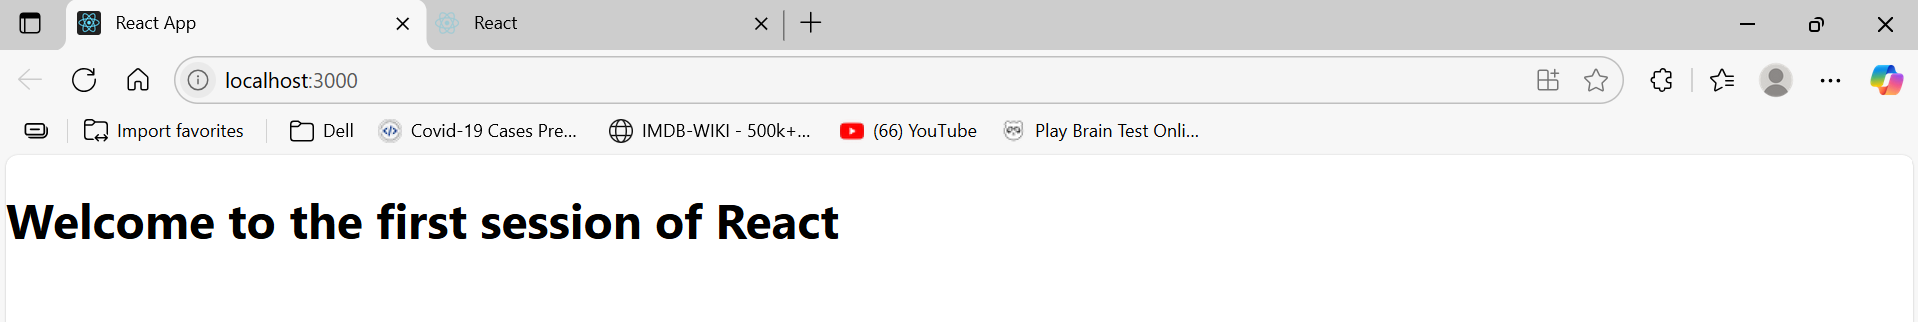 React App React
localhost:3000
Import favorites Dell Covid-19 Cases Pre... IMDB-WIKI - 500k+... (66) YouTube Play Brain Test Onli...
Welcome to the first session of React